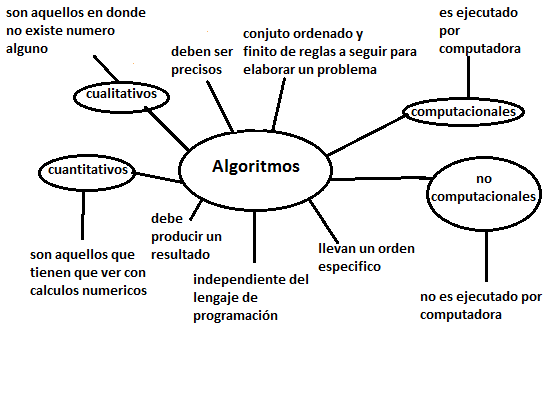 son aquellos en donde
no existe numero
alguno
deben ser
precisos
conjuto ordenado y
finito de reglas a seguir para
elaborar un problema
es ejecutado
por
computadora
cualitativos
computacionales
cuantitativos
Algoritmos
no
computacionales
debe
producir un
resultado
son aquellos que
tienen que ver con
calculos numericos
independiente del
lengaje de
programación
llevan un orden
especifico
no es ejecutado por
computadora